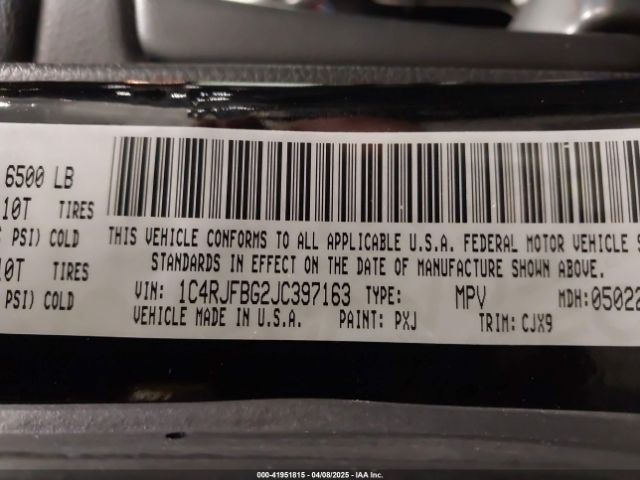 6500 LB
10T TIRES
PSI) COLD
10T TIRES
PSI) COLD
THIS VEHICLE CONFORMS TO ALL APPLICABLE U.S.A. FEDERAL MOTOR VEHICLE S
STANDARDS IN EFFECT ON THE DATE OF MANUFACTURE SHOWN ABOVE.
VIN: 1C4RJFBG2JC397163 TYPE: MPV MDH:05022
VEHICLE MADE IN U.S.A. PAINT: PXJ TRIM: CJX9
000-41951815 - 04/08/2025 - IAA Inc.